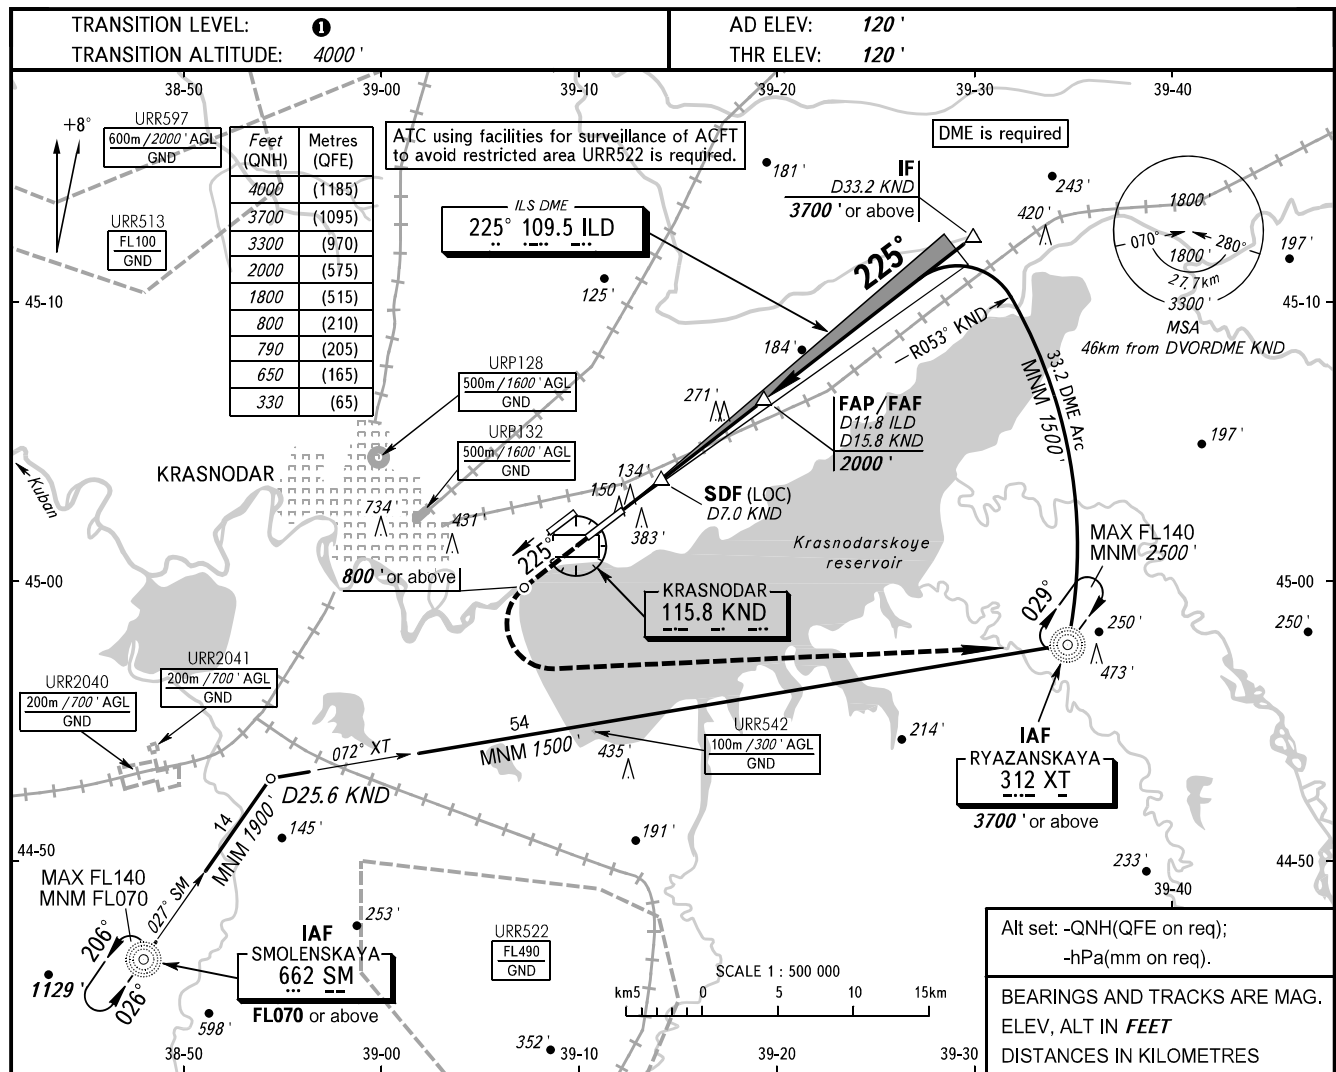 TRANSITION LEVEL: 1
TRANSITION ALTITUDE: 4000 '
AD ELEV: 120 '
THR ELEV: 120 '
38-50
39-00
39-10
39-20
39-30
39-40
+8°
URR597
600m/2000 ' AGL
GND
URR513
FL100
GND
Feet (QNH) Metres (QFE)
4000 (1185)
3700 (1095)
3300 (970)
2000 (575)
1800 (515)
800 (210)
790 (205)
650 (165)
330 (65)
ATC using facilities for surveillance of ACFT
to avoid restricted area URR522 is required.
DME is required
181 '
IF
D33.2 KND
3700 ' or above
243 '
420 '
1800 '
070°
280°
1800 '
27.7km
3300 '
MSA
46km from DVORDME KND
197 '
ILS DME
225° 109.5 ILD
225°
45-10
45-10
125 '
R053° KND
33.2 DME Arc
MNM 1500 '
184 '
URP128
500m/1600 ' AGL
GND
271 '
FAP/FAF
D11.8 ILD
D15.8 KND
2000 '
197 '
URP132
500m/1600 ' AGL
GND
KRASNODAR
Kuban
134 '
150 '
SDF (LOC)
D7.0 KND
734 '
431 '
383 '
225°
Krasnodarskoye
reservoir
MAX FL140
MNM 2500 '
029°
800 ' or above
45-00
45-00
KRASNODAR
115.8 KND
250 '
250 '
473 '
URR2041
200m/700 ' AGL
GND
URR2040
200m/700 ' AGL
GND
072° XT
54
MNM 1500 '
435 '
URR542
100m/300 ' AGL
GND
214 '
IAF
RYAZANSKAYA
312 XT
3700 ' or above
D25.6 KND
14
MNM 1900 '
145 '
191 '
44-50
44-50
233 '
39-40
MAX FL140
MNM FL070
027° SM
206°
026°
253 '
IAF
SMOLENSKAYA
662 SM
FL070 or above
URR522
FL490
GND
1129 '
598 '
352 '
SCALE 1 : 500 000
km5 0 5 10 15km
Alt set: -QNH(QFE on req);
-hPa(mm on req).
BEARINGS AND TRACKS ARE MAG.
ELEV, ALT IN FEET
DISTANCES IN KILOMETRES
38-50
39-00
39-10
39-20
39-30